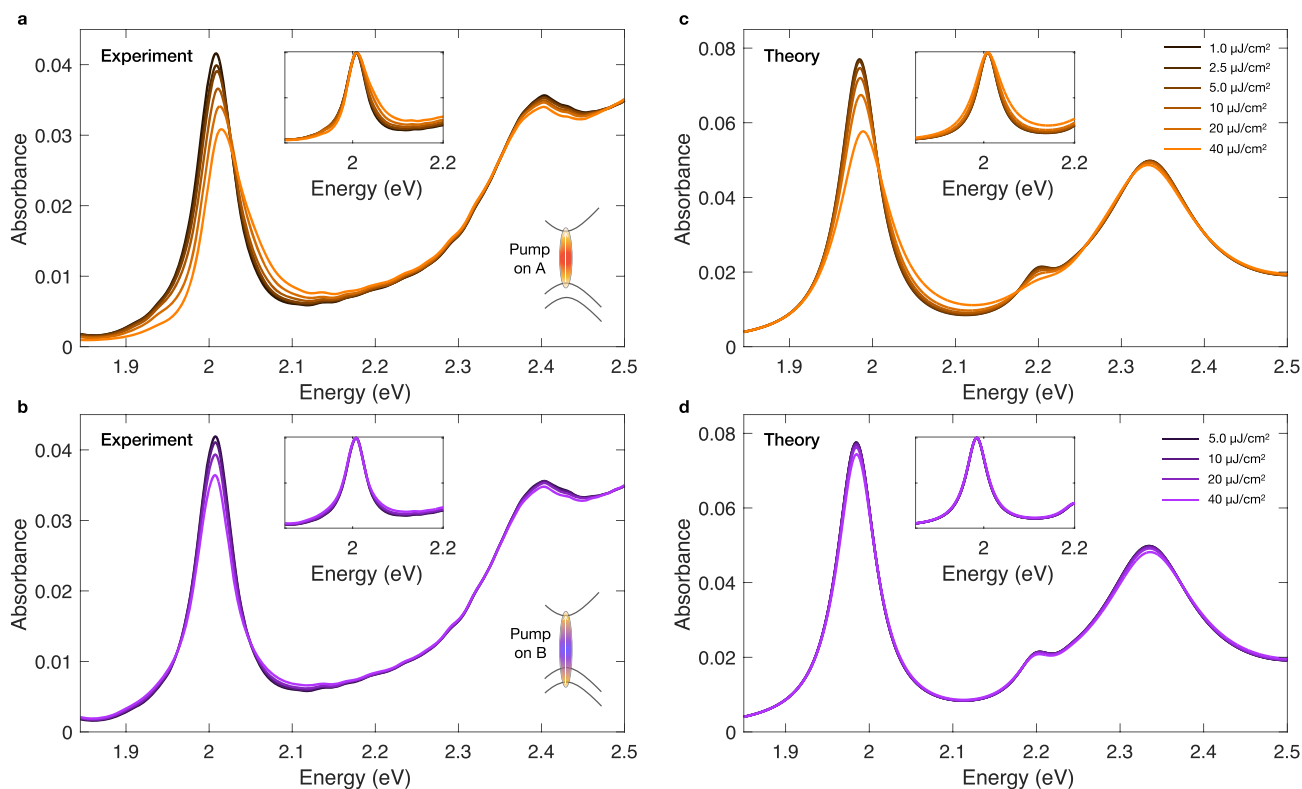 a
Experiment
0.04
0.03
0.02
0.01
0
Absorbance
1.9
2
2.1
2.2
2.3
2.4
2.5
Energy (eV)
2
2.2
Energy (eV)
Pump
on A
c
Theory
0.08
0.06
0.04
0.02
0
Absorbance
1.9
2
2.1
2.2
2.3
2.4
2.5
Energy (eV)
2
2.2
Energy (eV)
1.0 µJ/cm²
2.5 µJ/cm²
5.0 µJ/cm²
10 µJ/cm²
20 µJ/cm²
40 µJ/cm²
b
Experiment
0.04
0.03
0.02
0.01
0
Absorbance
1.9
2
2.1
2.2
2.3
2.4
2.5
Energy (eV)
2
2.2
Energy (eV)
Pump
on B
d
Theory
0.08
0.06
0.04
0.02
0
Absorbance
1.9
2
2.1
2.2
2.3
2.4
2.5
Energy (eV)
2
2.2
Energy (eV)
5.0 µJ/cm²
10 µJ/cm²
20 µJ/cm²
40 µJ/cm²